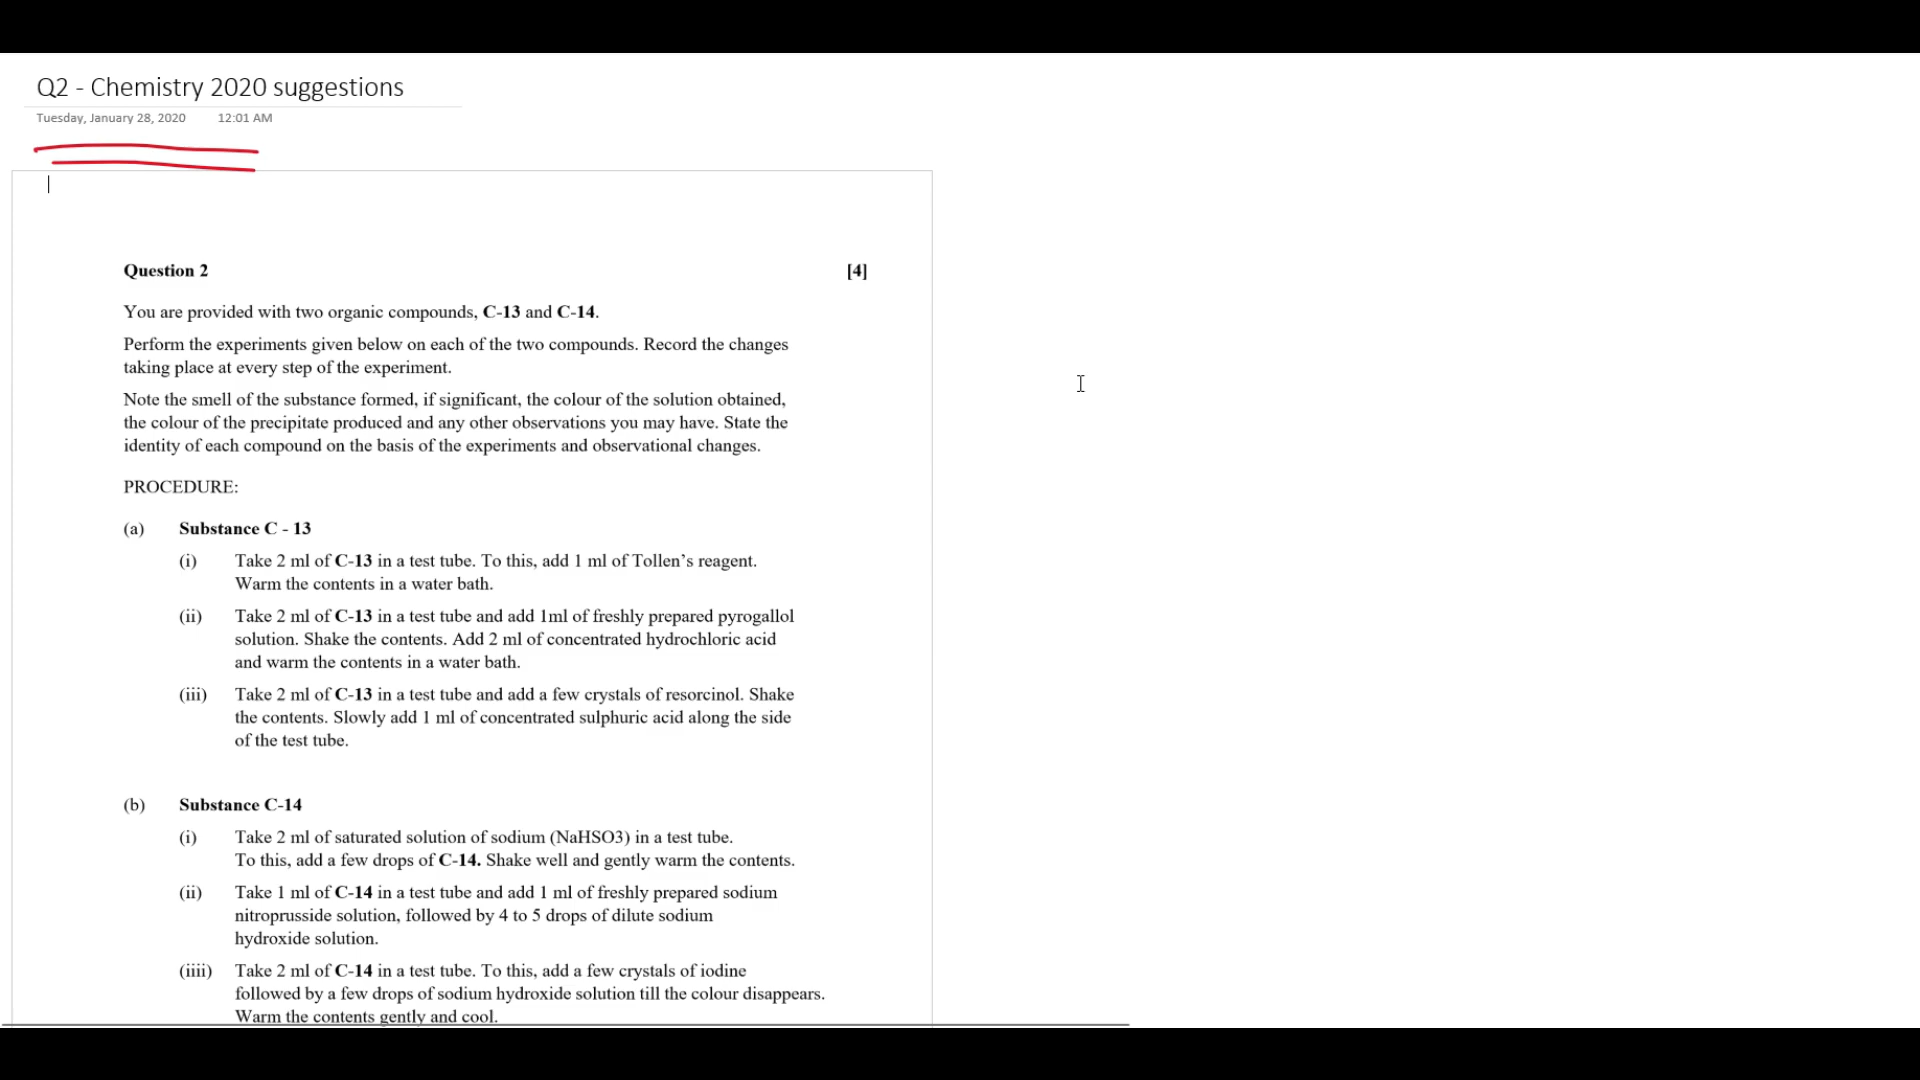 Q2 - Chemistry 2020 suggestions
Tuesday, January 28, 2020 12:01 AM
Question 2 [4]
You are provided with two organic compounds, C-13 and C-14.
Perform the experiments given below on each of the two compounds. Record the changes
taking place at every step of the experiment.
Note the smell of the substance formed, if significant, the colour of the solution obtained,
the colour of the precipitate produced and any other observations you may have. State the
identity of each compound on the basis of the experiments and observational changes.
PROCEDURE:
(a) Substance C - 13
(i) Take 2 ml of C-13 in a test tube. To this, add 1 ml of Tollen’s reagent.
Warm the contents in a water bath.
(ii) Take 2 ml of C-13 in a test tube and add 1ml of freshly prepared pyrogallol
solution. Shake the contents. Add 2 ml of concentrated hydrochloric acid
and warm the contents in a water bath.
(iii) Take 2 ml of C-13 in a test tube and add a few crystals of resorcinol. Shake
the contents. Slowly add 1 ml of concentrated sulphuric acid along the side
of the test tube.
(b) Substance C-14
(i) Take 2 ml of saturated solution of sodium (NaHSO3) in a test tube.
To this, add a few drops of C-14. Shake well and gently warm the contents.
(ii) Take 1 ml of C-14 in a test tube and add 1 ml of freshly prepared sodium
nitroprusside solution, followed by 4 to 5 drops of dilute sodium
hydroxide solution.
(iiii) Take 2 ml of C-14 in a test tube. To this, add a few crystals of iodine
followed by a few drops of sodium hydroxide solution till the colour disappears.
Warm the contents gently and cool.